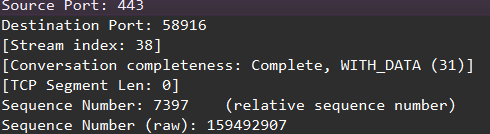 Source Port: 443
Destination Port: 58916
[Stream index: 38]
[Conversation completeness: Complete, WITH_DATA (31)]
[TCP Segment Len: 0]
Sequence Number: 7397    (relative sequence number)
Sequence Number (raw): 159492907